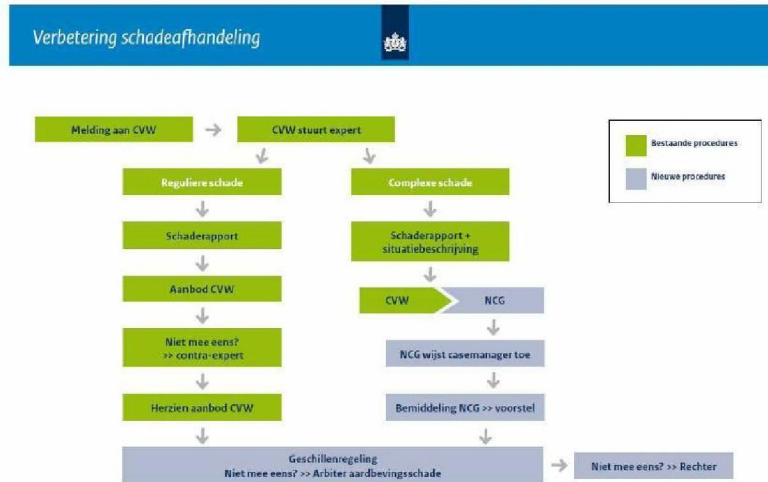 Verbetering schadeafhandeling
Melding aan CVW
CVW stuurt expert
Bestaande procedures
Nieuwe procedures
Reguliere schade
Complexe schade
Schaderapport
Schaderapport +
situatiebeschrijving
Aanbod CVW
CVW
NCG
Niet mee eens?
>> contra-expert
NCG wijst casemanager toe
Herzien aanbod CVW
Bemiddeling NCG >> voorstel
Geschillenregeling
Niet mee eens? >> Arbiter aardbevingsschade
Niet mee eens? >> Rechter